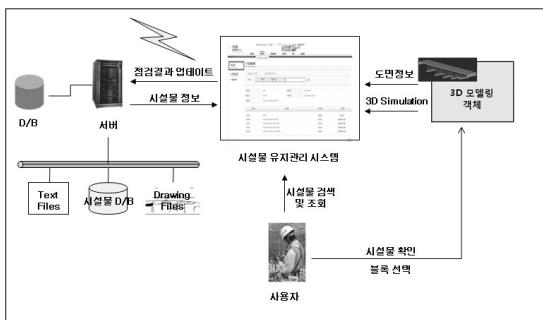 점검결과 업데이트
시설물 정보
D/B
서버
도면정보
3D Simulation
3D 모델링
객체
시설물 유지관리 시스템
Text
Files
시설물 D/B
Drawing
Files
시설물 검색
및 조회
시설물 확인
블록 선택
사용자